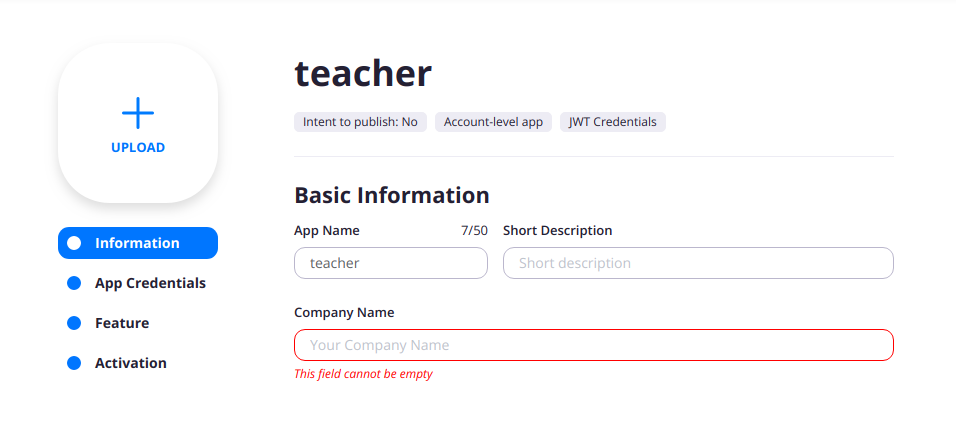 UPLOAD
Information
App Credentials
Feature
Activation
teacher
Intent to publish: No Account-level app JWT Credentials
Basic Information
App Name 7/50 Short Description
teacher Short description
Company Name
Your Company Name
This field cannot be empty